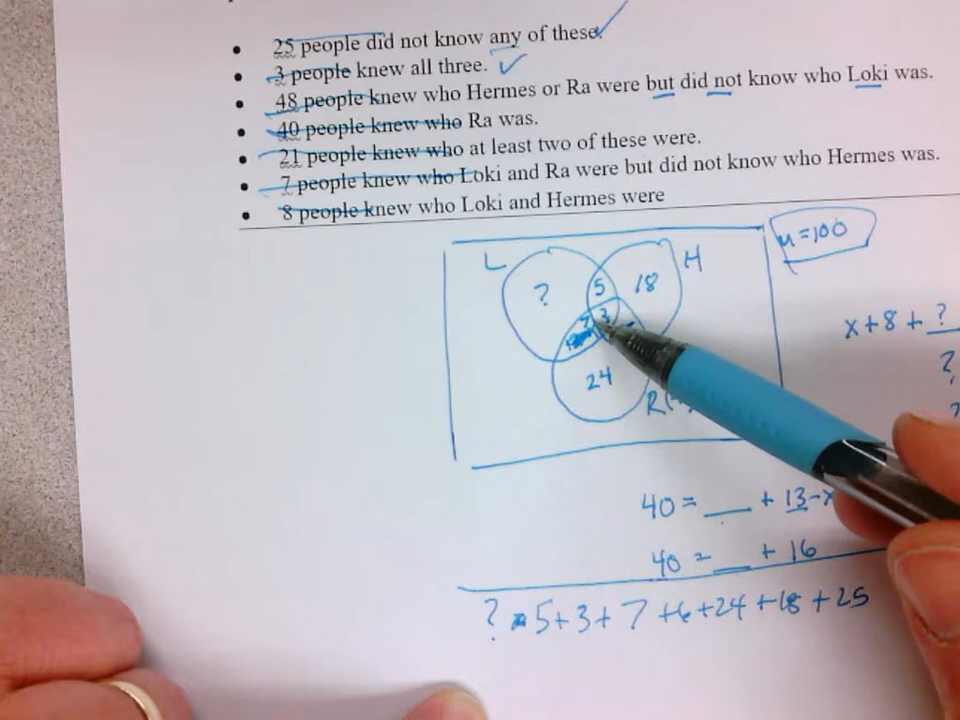 25 people did not know any of these.
3 people knew all three.
48 people knew who Hermes or Ra were but did not know who Loki was.
40 people knew who Ra was.
21 people knew who at least two of these were.
7 people knew who Loki and Ra were but did not know who Hermes was.
8 people knew who Loki and Hermes were
u=100
L H
? 5 18
7 3
24
R
x+8+?
?
40 = __ + 13-x
40 = __ + 16
? 5+3+7+6+24+18+25